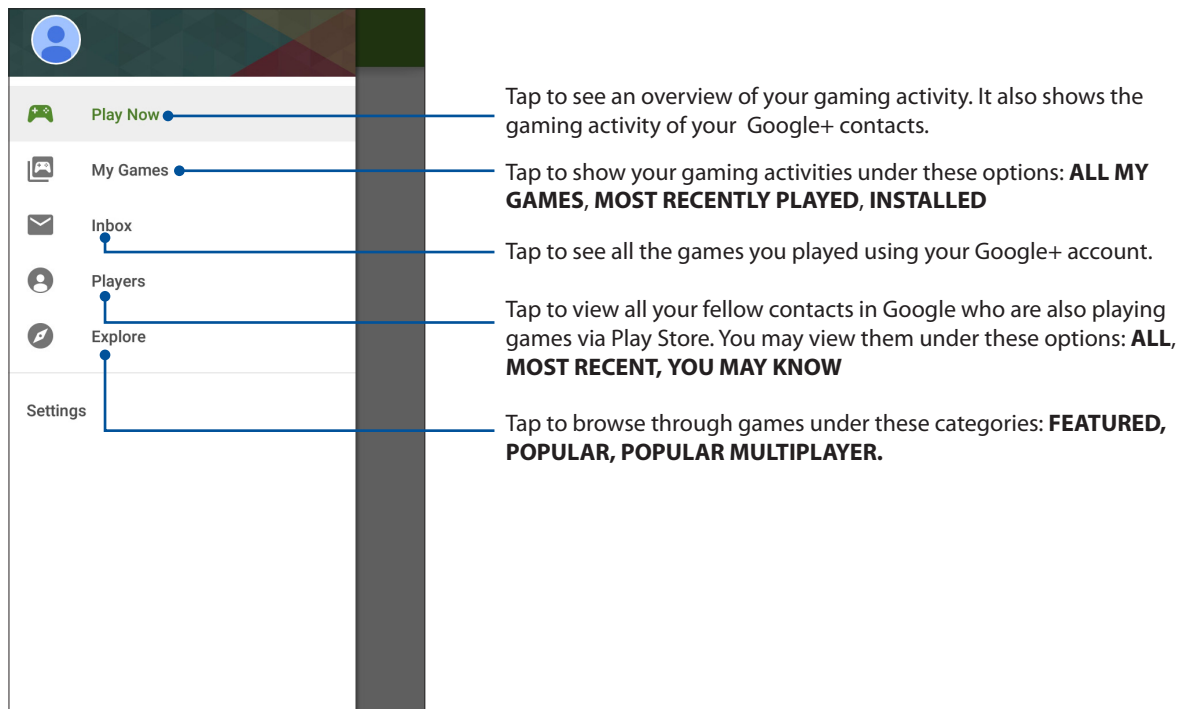 Play Now
My Games
Inbox
Players
Explore
Settings
Tap to see an overview of your gaming activity. It also shows the
gaming activity of your  Google+ contacts.
Tap to show your gaming activities under these options: ALL MY
GAMES, MOST RECENTLY PLAYED, INSTALLED
Tap to see all the games you played using your Google+ account.
Tap to view all your fellow contacts in Google who are also playing
games via Play Store. You may view them under these options: ALL,
MOST RECENT, YOU MAY KNOW
Tap to browse through games under these categories: FEATURED,
POPULAR, POPULAR MULTIPLAYER.